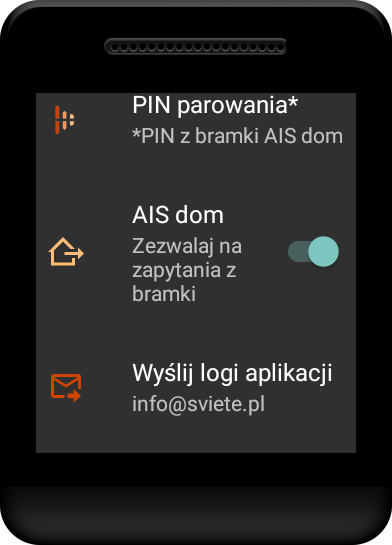 PIN parowania*
*PIN z bramki AIS dom
AIS dom
Zezwalaj na
zapytania z
bramki
Wyślij logi aplikacji
info@sviete.pl